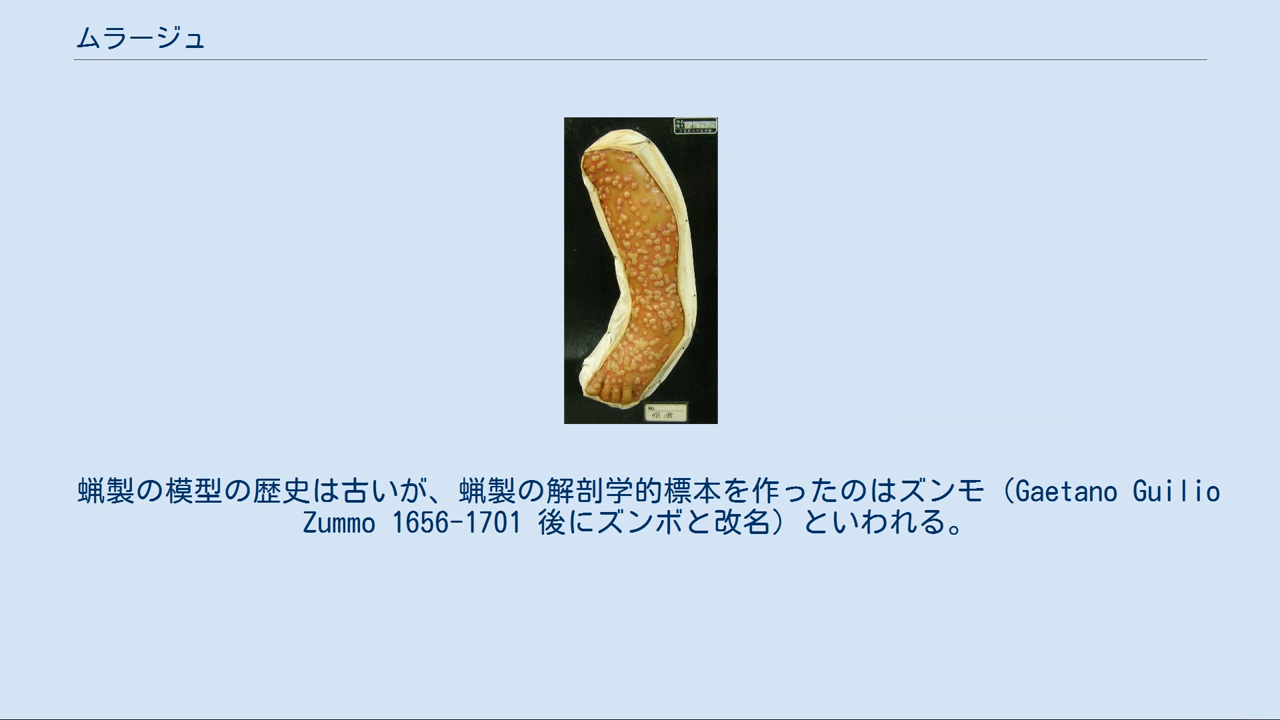 ムラージュ
蝋製の模型の歴史は古いが、蝋製の解剖学的標本を作ったのはズンモ（Gaetano Guilio
Zummo 1656-1701 後にズンボと改名）といわれる。